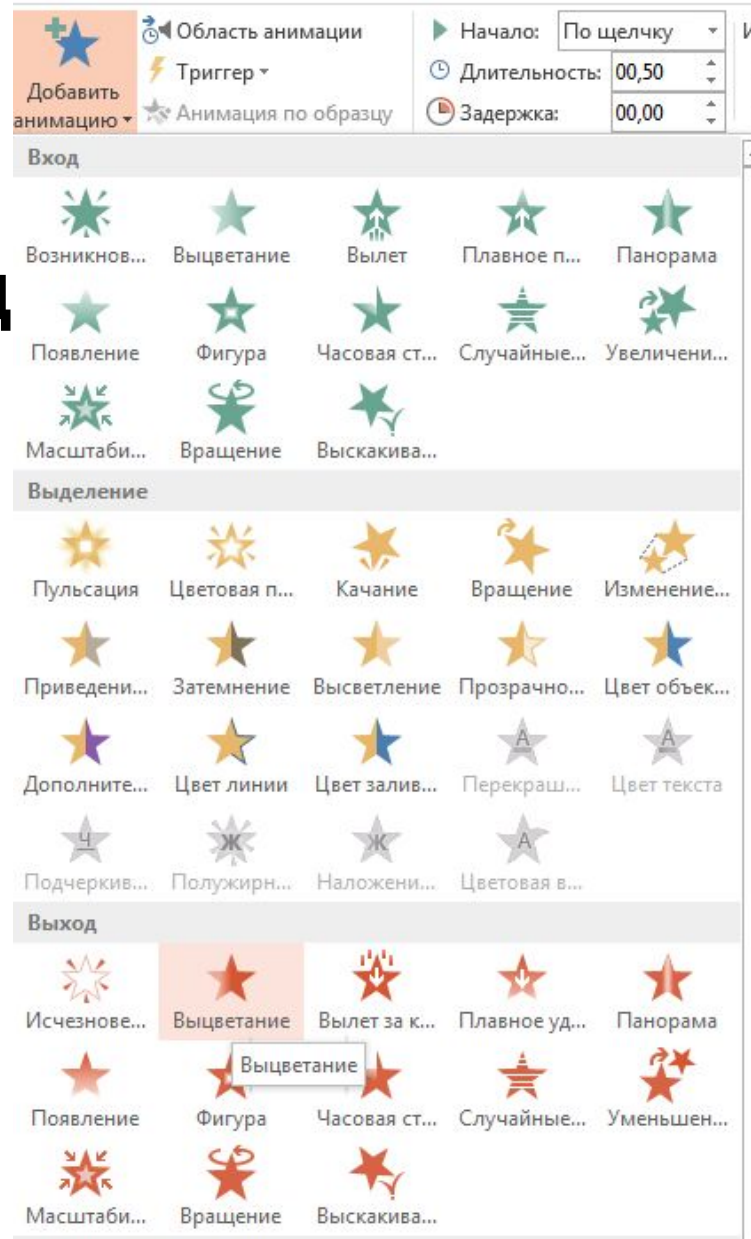 Добавить
анимацию
Область анимации
Триггер
Анимация по образцу
Начало: По щелчку
Длительность: 00,50
Задержка: 00,00
Вход
Возникнов... Выцветание Вылет Плавное п... Панорама
Появление Фигура Часовая ст... Случайные... Увеличени...
Масштаби... Вращение Выскакива...
Выделение
Пульсация Цветовая п... Качание Вращение Изменение...
Приведени... Затемнение Высветление Прозрачно... Цвет объек...
Дополните... Цвет линии Цвет залив... Перекраш... Цвет текста
Подчеркив... Полужирн... Наложени... Цветовая в...
Выход
Исчезнове... Выцветание Вылет за к... Плавное уд... Панорама
Выцветание
Появление Фигура Часовая ст... Случайные... Уменьшен...
Масштаби... Вращение Выскакива...